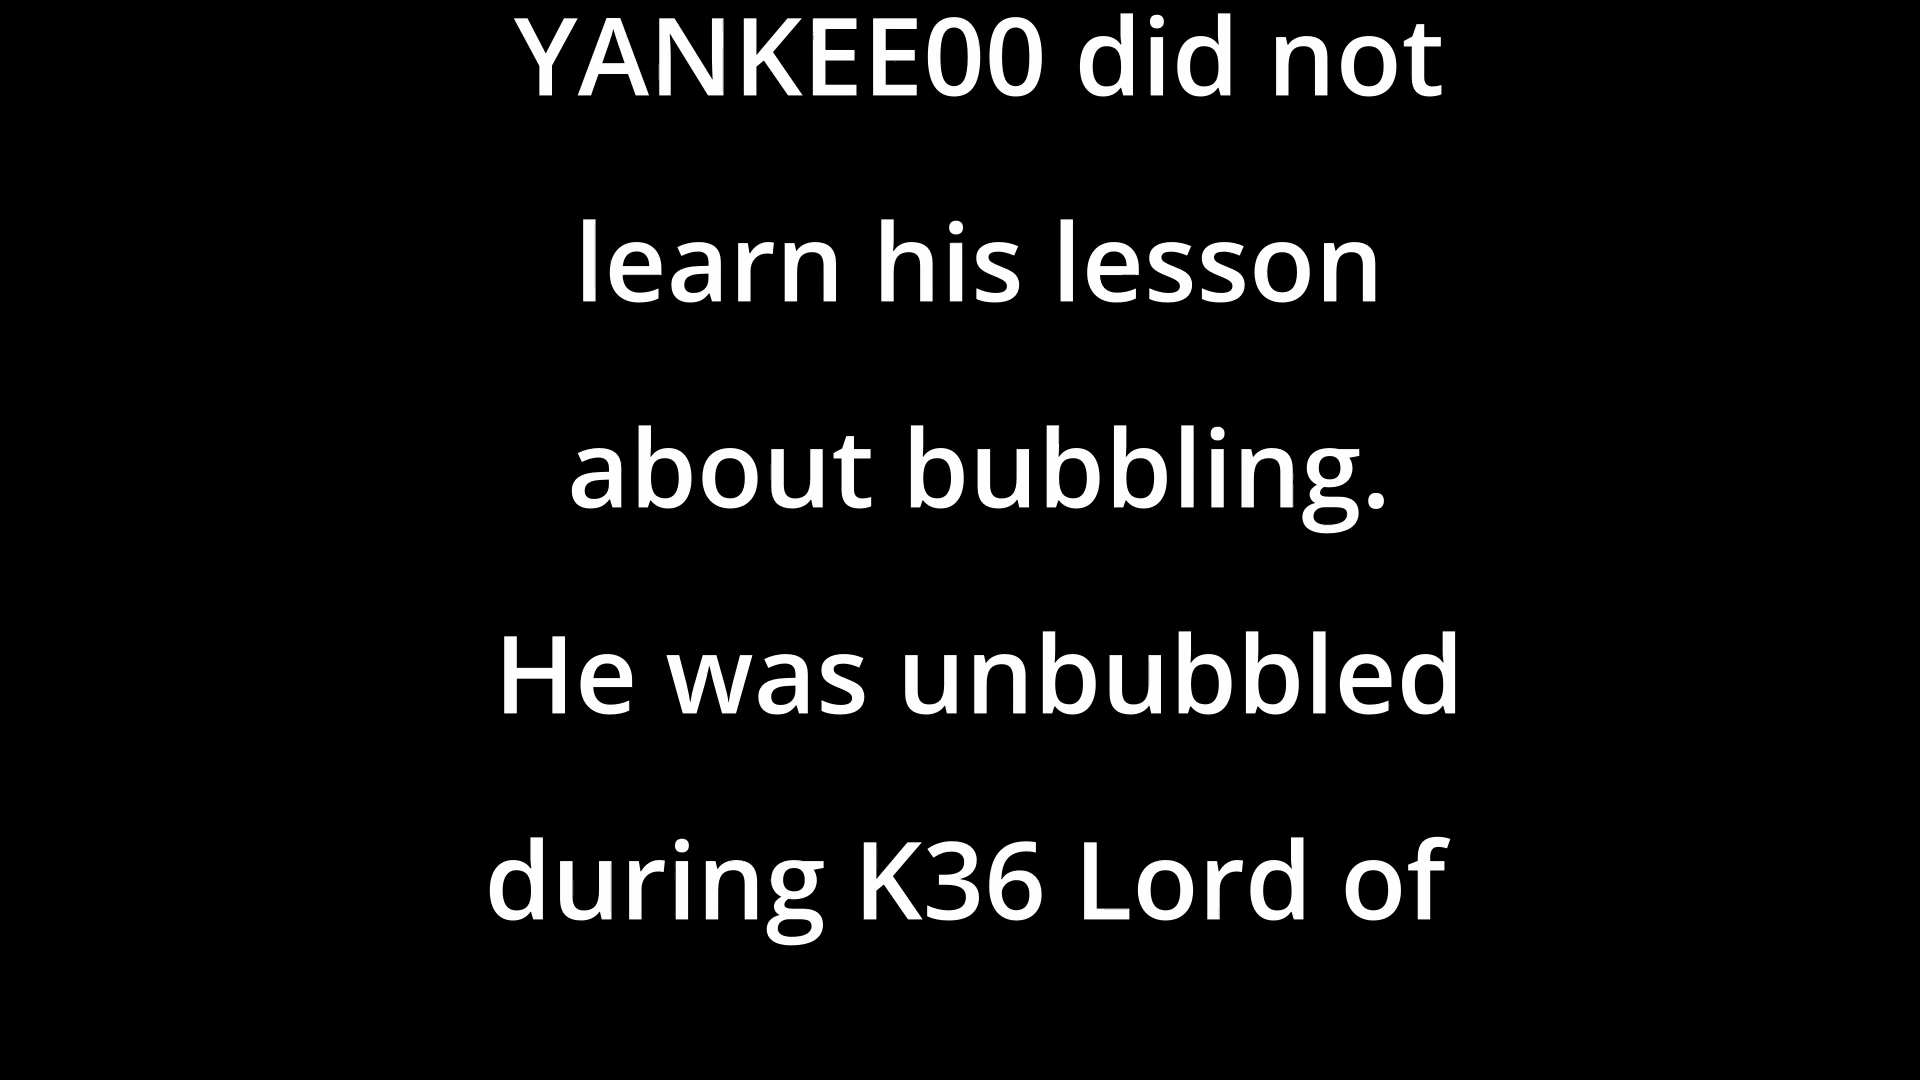 YANKEE00 did not
learn his lesson
about bubbling.
He was unbubbled
during K36 Lord of